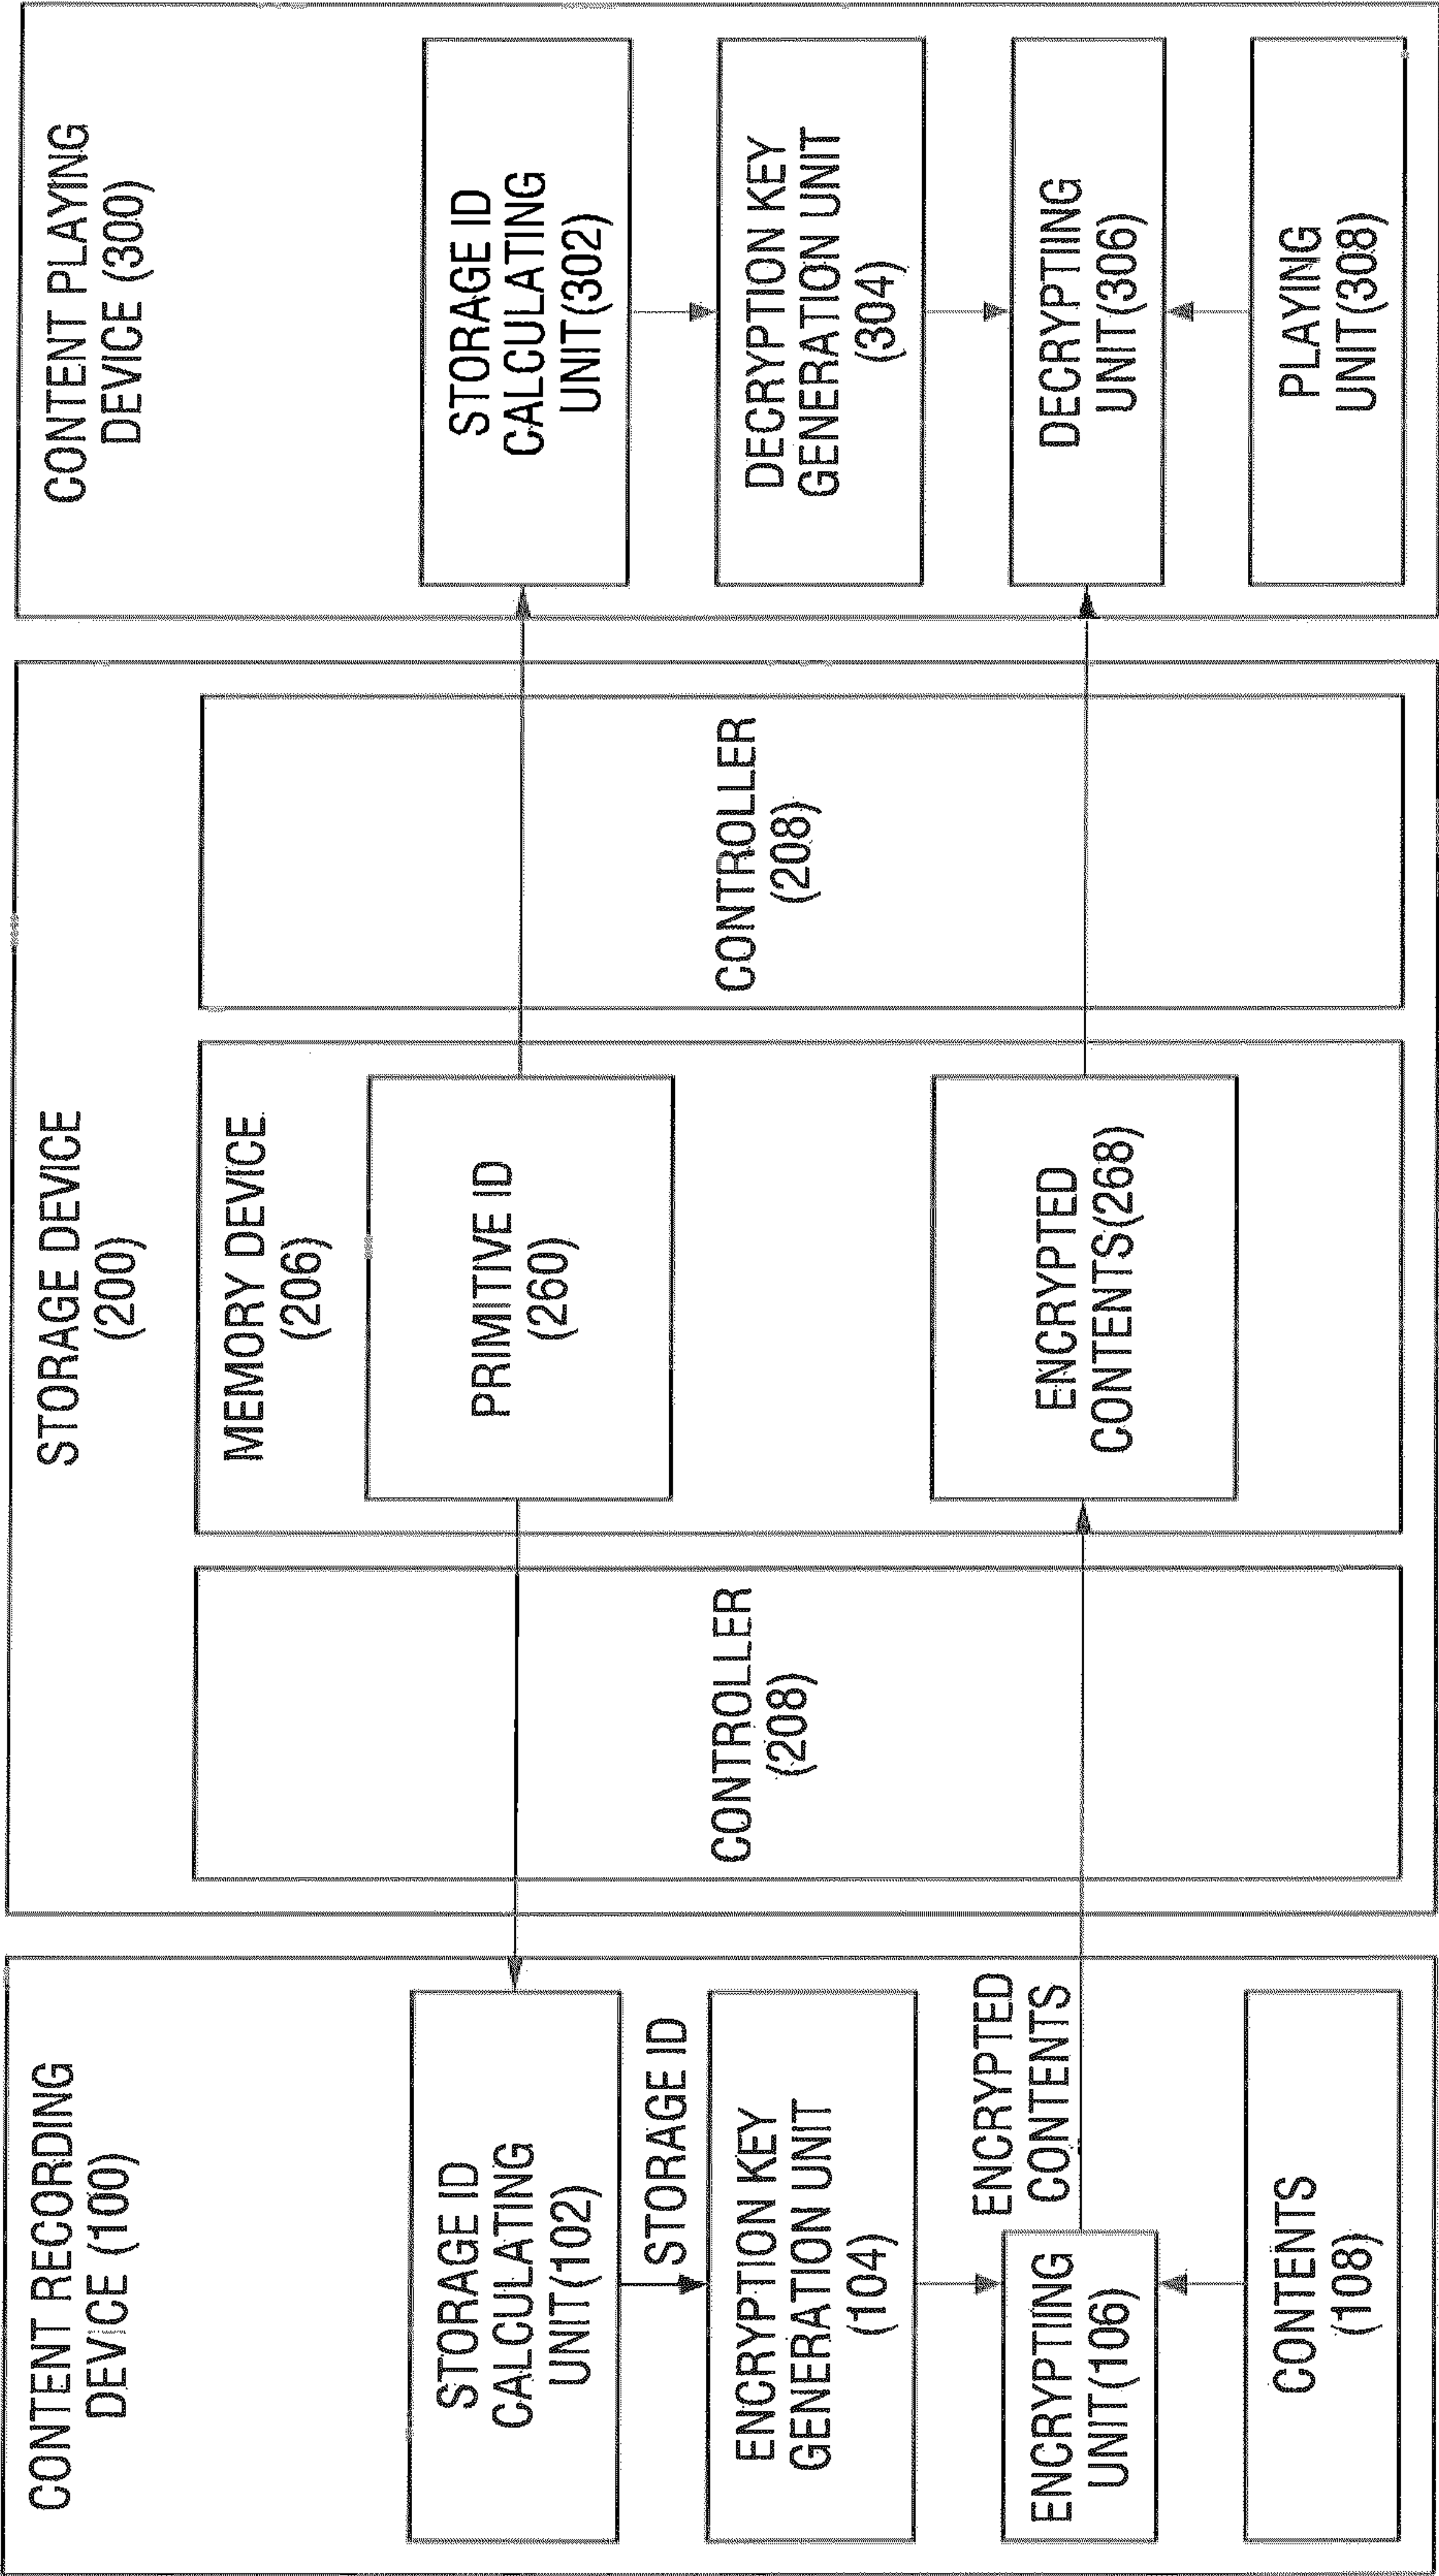 CONTENT RECORDING
DEVICE (100)
STORAGE ID
CALCULATING
UNIT(102)
STORAGE ID
ENCRYPTION KEY
GENERATION UNIT
(104)
ENCRYPTED
CONTENTS
ENCRYPTIING
UNIT(106)
CONTENTS
(108)
STORAGE DEVICE
(200)
CONTROLLER
(208)
MEMORY DEVICE
(206)
PRIMITIVE ID
(260)
ENCRYPTED
CONTENTS(268)
CONTROLLER
(208)
CONTENT PLAYING
DEVICE (300)
STORAGE ID
CALCULATING
UNIT(302)
DECRYPTION KEY
GENERATION UNIT
(304)
DECRYPTIING
UNIT(306)
PLAYING
UNIT(308)